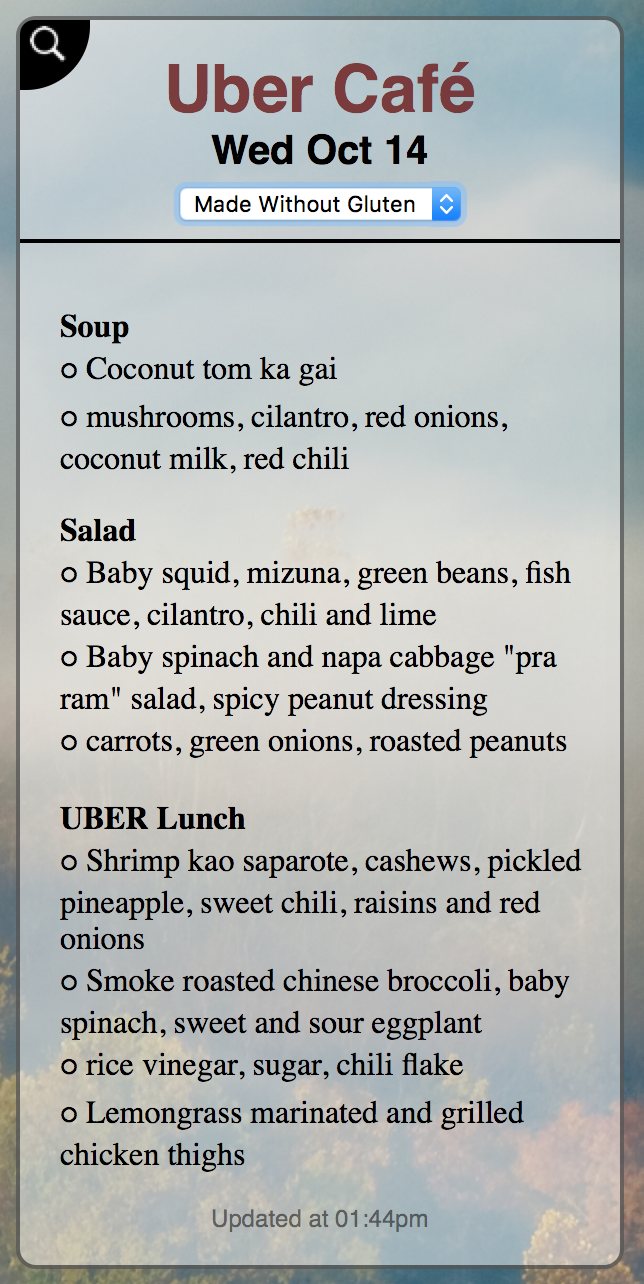 Uber Café
Wed Oct 14
Made Without Gluten
Soup
○ Coconut tom ka gai
○ mushrooms, cilantro, red onions,
coconut milk, red chili
Salad
○ Baby squid, mizuna, green beans, fish
sauce, cilantro, chili and lime
○ Baby spinach and napa cabbage "pra
ram" salad, spicy peanut dressing
○ carrots, green onions, roasted peanuts
UBER Lunch
○ Shrimp kao saparote, cashews, pickled
pineapple, sweet chili, raisins and red
onions
○ Smoke roasted chinese broccoli, baby
spinach, sweet and sour eggplant
○ rice vinegar, sugar, chili flake
○ Lemongrass marinated and grilled
chicken thighs
Updated at 01:44pm